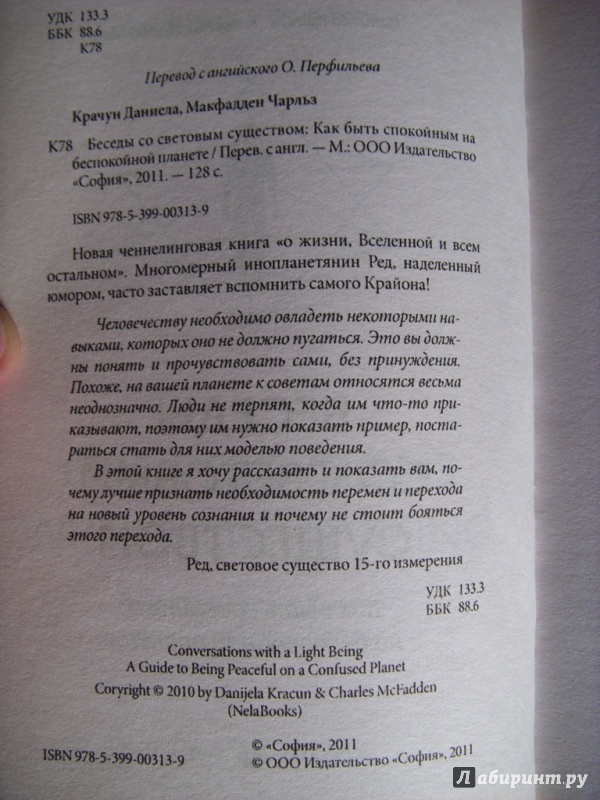 УДК 133.3
ББК 88.6
К78
Перевод с английского О. Перфильева
Крачун Даниела, Макфадден Чарльз
К78 Беседы со световым существом: Как быть спокойным на
беспокойной планете / Перев. с англ. — М.: ООО Издательство
«София», 2011. — 128 с.
ISBN 978-5-399-00313-9
Новая ченнелинговая книга «о жизни, Вселенной и всем
остальном». Многомерный инопланетянин Ред, наделенный
юмором, часто заставляет вспомнить самого Крайона!
Человечеству необходимо овладеть некоторыми на-
выками, которых оно не должно пугаться. Это вы долж-
ны понять и прочувствовать сами, без принуждения.
Похоже, на вашей планете к советам относятся весьма
неоднозначно. Люди не терпят, когда им что-то при-
казывают, поэтому им нужно показать пример, поста-
раться стать для них моделью поведения.
В этой книге я хочу рассказать и показать вам, по-
чему лучше признать необходимость перемен и перехода
на новый уровень сознания и почему не стоит бояться
этого перехода.
Ред, световое существо 15-го измерения
УДК 133.3
ББК 88.6
Conversations with a Light Being
A Guide to Being Peaceful on a Confused Planet
Coryright © 2010 by Danijela Kracun & Charles McFadden
(NelaBooks)
© «София», 2011
ISBN 978-5-399-00313-9 © ООО Издательство «София», 2011
Лабиринт.ру